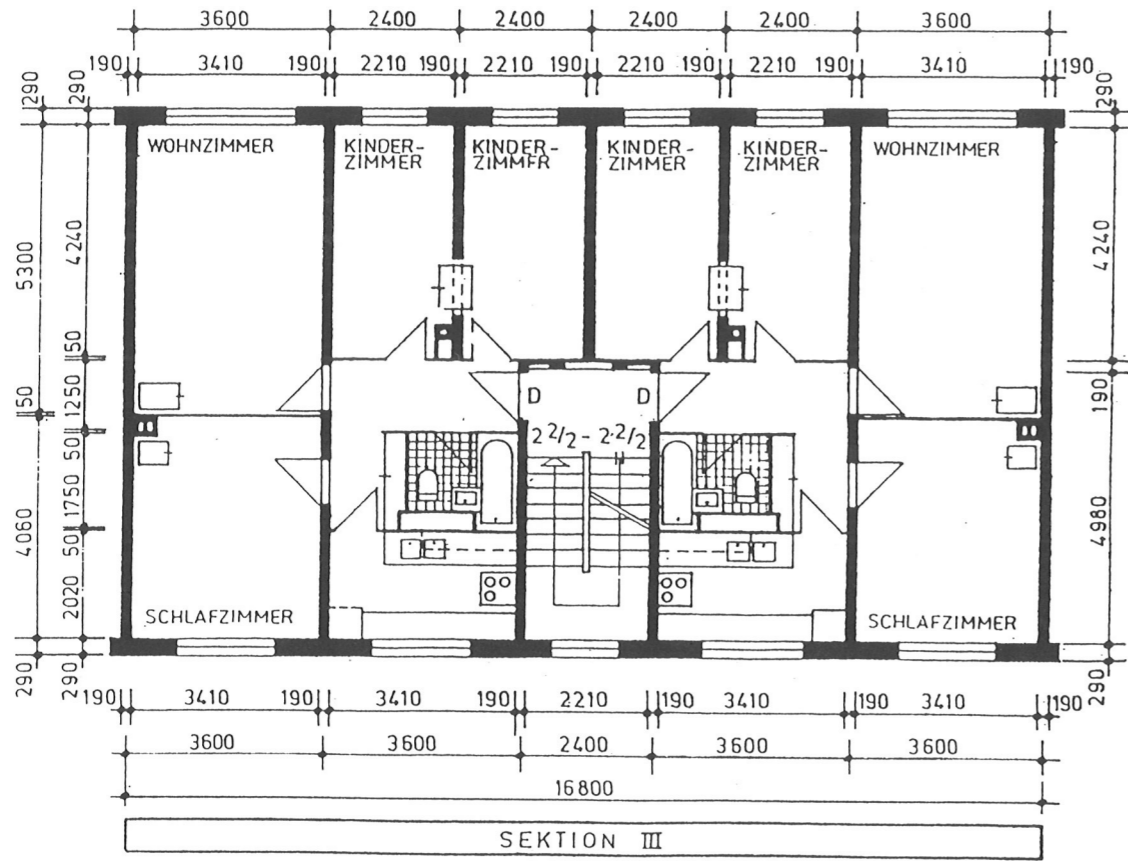 3600 2400 2400 2400 2400 3600
190 3410 190 2210 190 2210 190 2210 190 2210 190 3410 190
WOHNZIMMER KINDER- KINDER- KINDER- KINDER- WOHNZIMMER
ZIMMER ZIMMER ZIMMER ZIMMER
290 290 290
5300 4240 4240
150 150 1250 190
D D
2 2/2 - 2·2/2
4060 50 1750 50 2020 4980
SCHLAFZIMMER SCHLAFZIMMER
290 290 290
190 3410 190 3410 190 2210 190 3410 190 3410 190
3600 3600 2400 3600 3600
16800
SEKTION III